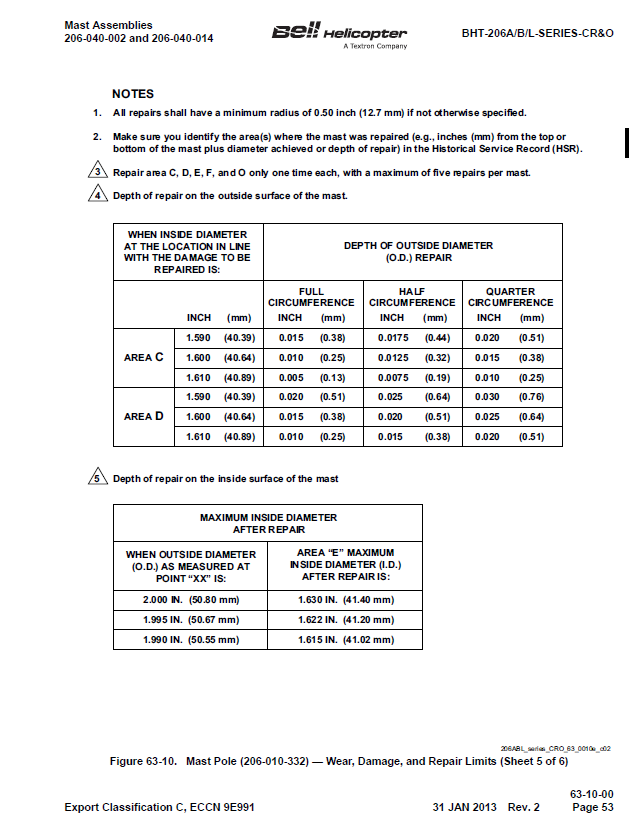 Mast Assemblies
206-040-002 and 206-040-014
Bell Helicopter
A Textron Company
BHT-206A/B/L-SERIES-CR&O
NOTES
1. All repairs shall have a minimum radius of 0.50 inch (12.7 mm) if not otherwise specified.
2. Make sure you identify the area(s) where the mast was repaired (e.g., inches (mm) from the top or
bottom of the mast plus diameter achieved or depth of repair) in the Historical Service Record (HSR).
3 Repair area C, D, E, F, and O only one time each, with a maximum of five repairs per mast.
4 Depth of repair on the outside surface of the mast.
WHEN INSIDE DIAMETER
AT THE LOCATION IN LINE
WITH THE DAMAGE TO BE
REPAIRED IS:
DEPTH OF OUTSIDE DIAMETER
(O.D.) REPAIR
FULL
CIRCUMFERENCE
HALF
CIRCUMFERENCE
QUARTER
CIRCUMFERENCE
INCH (mm) INCH (mm) INCH (mm) INCH (mm)
AREA C
1.590 (40.39) 0.015 (0.38) 0.0175 (0.44) 0.020 (0.51)
1.600 (40.64) 0.010 (0.25) 0.0125 (0.32) 0.015 (0.38)
1.610 (40.89) 0.005 (0.13) 0.0075 (0.19) 0.010 (0.25)
AREA D
1.590 (40.39) 0.020 (0.51) 0.025 (0.64) 0.030 (0.76)
1.600 (40.64) 0.015 (0.38) 0.020 (0.51) 0.025 (0.64)
1.610 (40.89) 0.010 (0.25) 0.015 (0.38) 0.020 (0.51)
5 Depth of repair on the inside surface of the mast
MAXIMUM INSIDE DIAMETER
AFTER REPAIR
WHEN OUTSIDE DIAMETER
(O.D.) AS MEASURED AT
POINT “XX” IS:
AREA “E” MAXIMUM
INSIDE DIAMETER (I.D.)
AFTER REPAIR IS:
2.000 IN. (50.80 mm) 1.630 IN. (41.40 mm)
1.995 IN. (50.67 mm) 1.622 IN. (41.20 mm)
1.990 IN. (50.55 mm) 1.615 IN. (41.02 mm)
206ABL_series_CRO_63_0010e_c02
Figure 63-10. Mast Pole (206-010-332) — Wear, Damage, and Repair Limits (Sheet 5 of 6)
63-10-00
Export Classification C, ECCN 9E991
31 JAN 2013 Rev. 2 Page 53